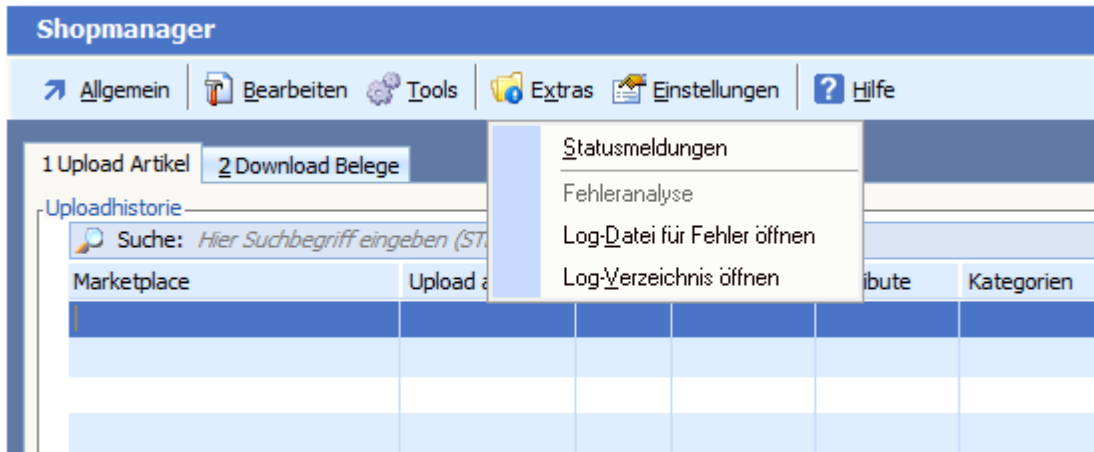 Shopmanager
Allgemein Bearbeiten Tools Extras Einstellungen Hilfe
Statusmeldungen
Fehleranalyse
Log-Datei für Fehler öffnen
Log-Verzeichnis öffnen
1 Upload Artikel 2 Download Belege
Uploadhistorie
Suche: Hier Suchbegriff eingeben
Marketplace Upload Kategorien